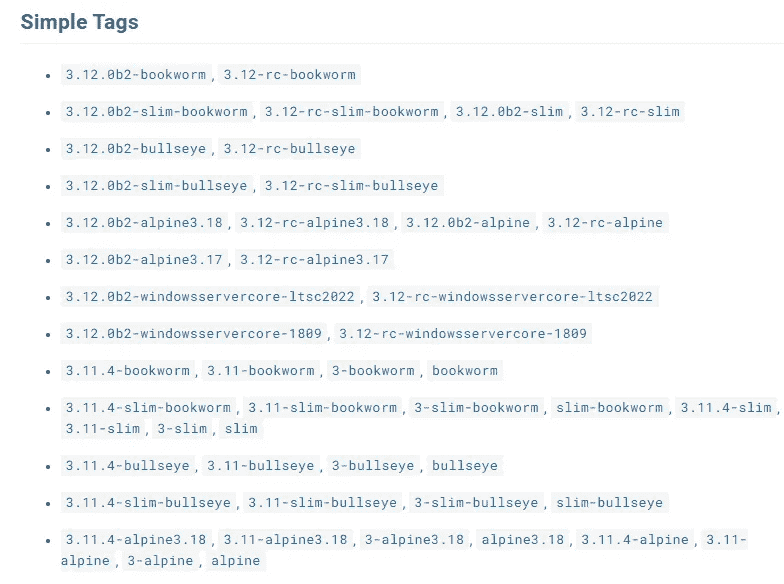 Simple Tags
3.12.0b2-bookworm , 3.12-rc-bookworm
3.12.0b2-slim-bookworm , 3.12-rc-slim-bookworm , 3.12.0b2-slim , 3.12-rc-slim
3.12.0b2-bullseye , 3.12-rc-bullseye
3.12.0b2-slim-bullseye , 3.12-rc-slim-bullseye
3.12.0b2-alpine3.18 , 3.12-rc-alpine3.18 , 3.12.0b2-alpine , 3.12-rc-alpine
3.12.0b2-alpine3.17 , 3.12-rc-alpine3.17
3.12.0b2-windowsservercore-ltsc2022 , 3.12-rc-windowsservercore-ltsc2022
3.12.0b2-windowsservercore-1809 , 3.12-rc-windowsservercore-1809
3.11.4-bookworm , 3.11-bookworm , 3-bookworm , bookworm
3.11.4-slim-bookworm , 3.11-slim-bookworm , 3-slim-bookworm , slim-bookworm , 3.11.4-slim ,
3.11-slim , 3-slim , slim
3.11.4-bullseye , 3.11-bullseye , 3-bullseye , bullseye
3.11.4-slim-bullseye , 3.11-slim-bullseye , 3-slim-bullseye , slim-bullseye
3.11.4-alpine3.18 , 3.11-alpine3.18 , 3-alpine3.18 , alpine3.18 , 3.11.4-alpine , 3.11-
alpine , 3-alpine , alpine